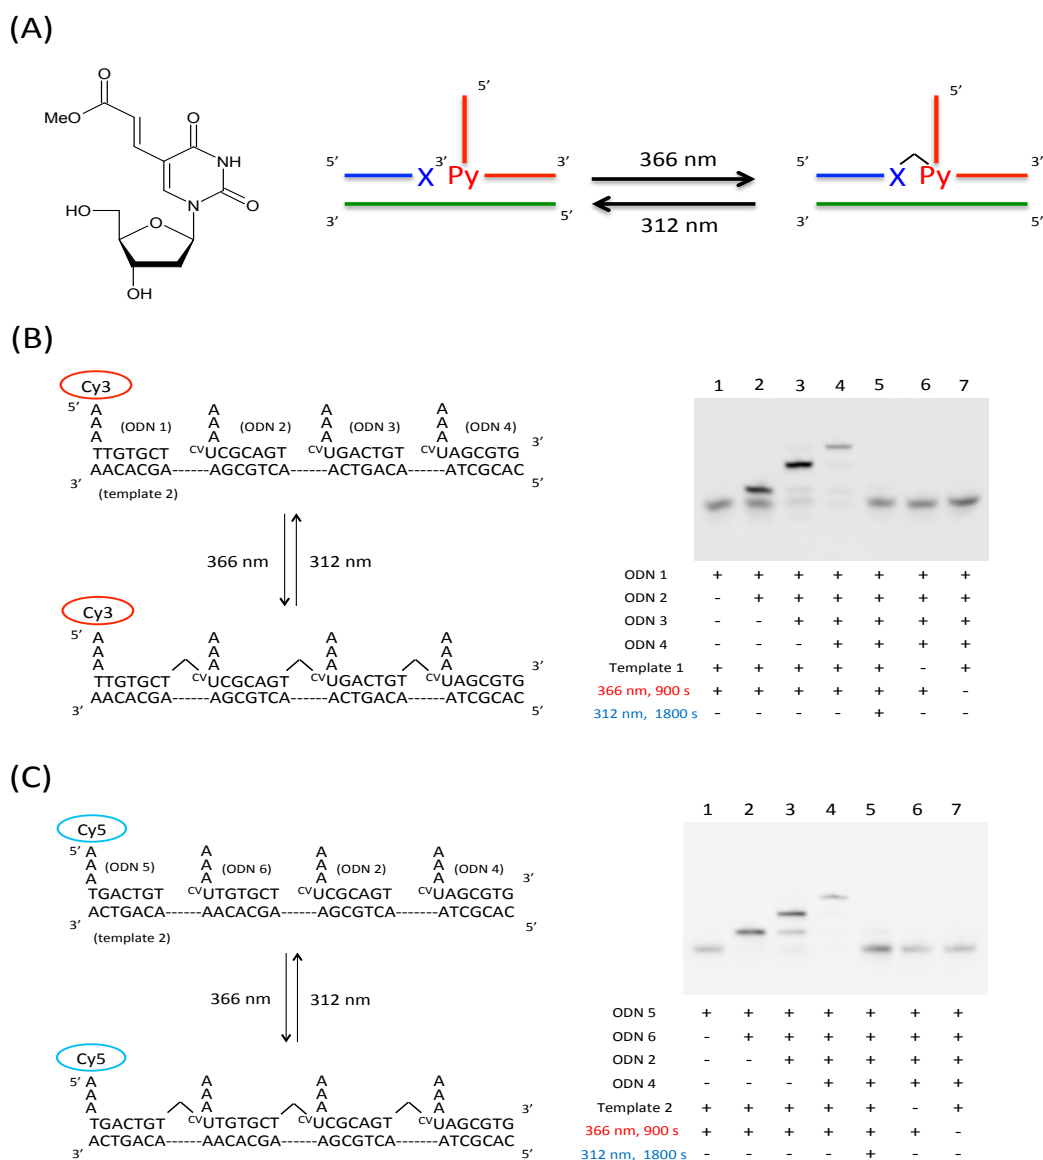 (A)
O
MeO
O
NH
N
O
HO
O
OH
5’
5’
3’
3’
X
Py
3’
5’
366 nm
312 nm
5’
5’
3’
X
Py
3’
5’
(B)
Cy3
5’
A A A A
A (ODN 1) A (ODN 2) A (ODN 3) A (ODN 4)
A A A A
3’
TTGTGCT CVUCGCAGT CVUGACTGT CVUAGCGTG
AACACGA------AGCGTCA------ACTGACA------ATCGCAC
3’
5’
(template 2)
366 nm
312 nm
Cy3
5’
A A A A
A A A A
A A A A
3’
TTGTGCT CVUCGCAGT CVUGACTGT CVUAGCGTG
AACACGA------AGCGTCA------ACTGACA------ATCGCAC
3’
5’
1 2 3 4 5 6 7
ODN 1 + + + + + + +
ODN 2 - + + + + + +
ODN 3 - - + + + + +
ODN 4 - - - + + + +
Template 1 + + + + + - +
366 nm, 900 s + + + + + + -
312 nm, 1800 s - - - - + - -
(C)
Cy5
5’
A A A A
A (ODN 5) A (ODN 6) A (ODN 2) A (ODN 4)
A A A A
3’
TGACTGT CVUTGTGCT CVUCGCAGT CVUAGCGTG
ACTGACA------AACACGA------AGCGTCA------ATCGCAC
3’
5’
(template 2)
366 nm
312 nm
Cy5
5’
A A A A
A A A A
A A A A
3’
TGACTGT CVUTGTGCT CVUCGCAGT CVUAGCGTG
ACTGACA------AACACGA------AGCGTCA------ATCGCAC
3’
5’
1 2 3 4 5 6 7
ODN 5 + + + + + + +
ODN 6 - + + + + + +
ODN 2 - - + + + + +
ODN 4 - - - + + + +
Template 2 + + + + + - +
366 nm, 900 s + + + + + + -
312 nm, 1800 s - - - - + - -